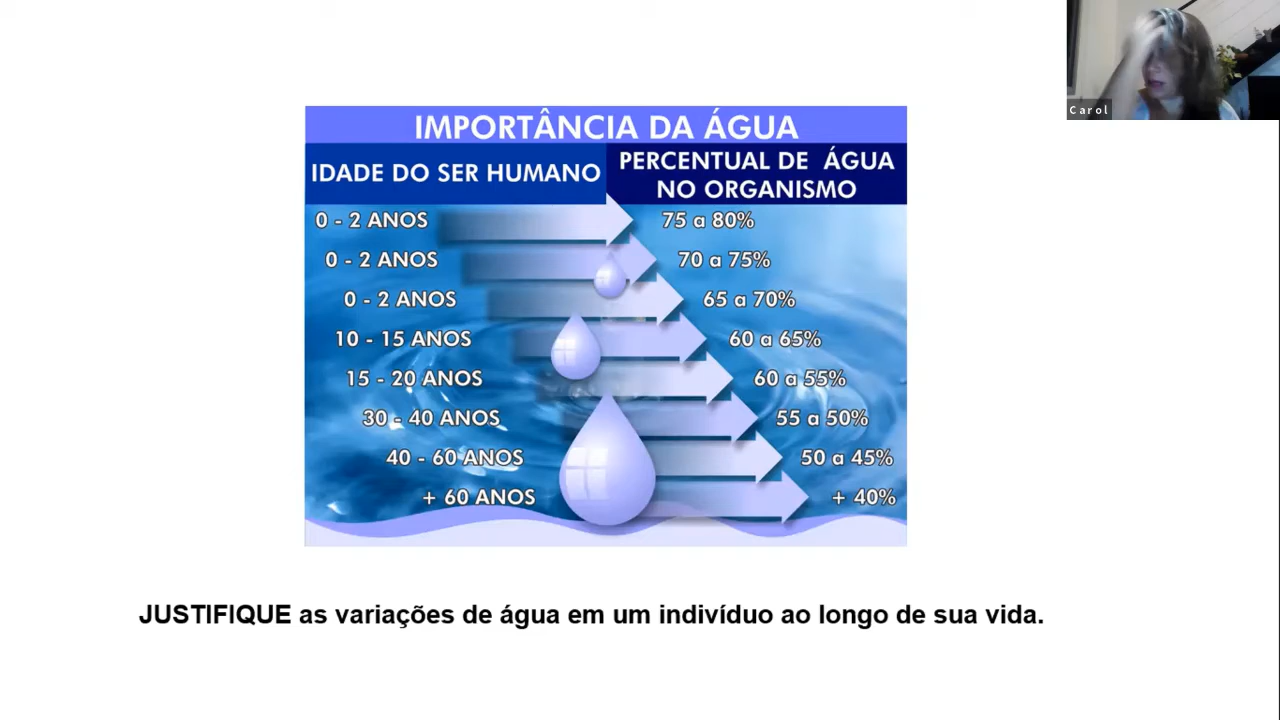 Carol
IMPORTÂNCIA DA ÁGUA
IDADE DO SER HUMANO
PERCENTUAL DE ÁGUA
NO ORGANISMO
0 - 2 ANOS 75 a 80%
0 - 2 ANOS 70 a 75%
0 - 2 ANOS 65 a 70%
10 - 15 ANOS 60 a 65%
15 - 20 ANOS 60 a 55%
30 - 40 ANOS 55 a 50%
40 - 60 ANOS 50 a 45%
+ 60 ANOS + 40%
JUSTIFIQUE as variações de água em um indivíduo ao longo de sua vida.